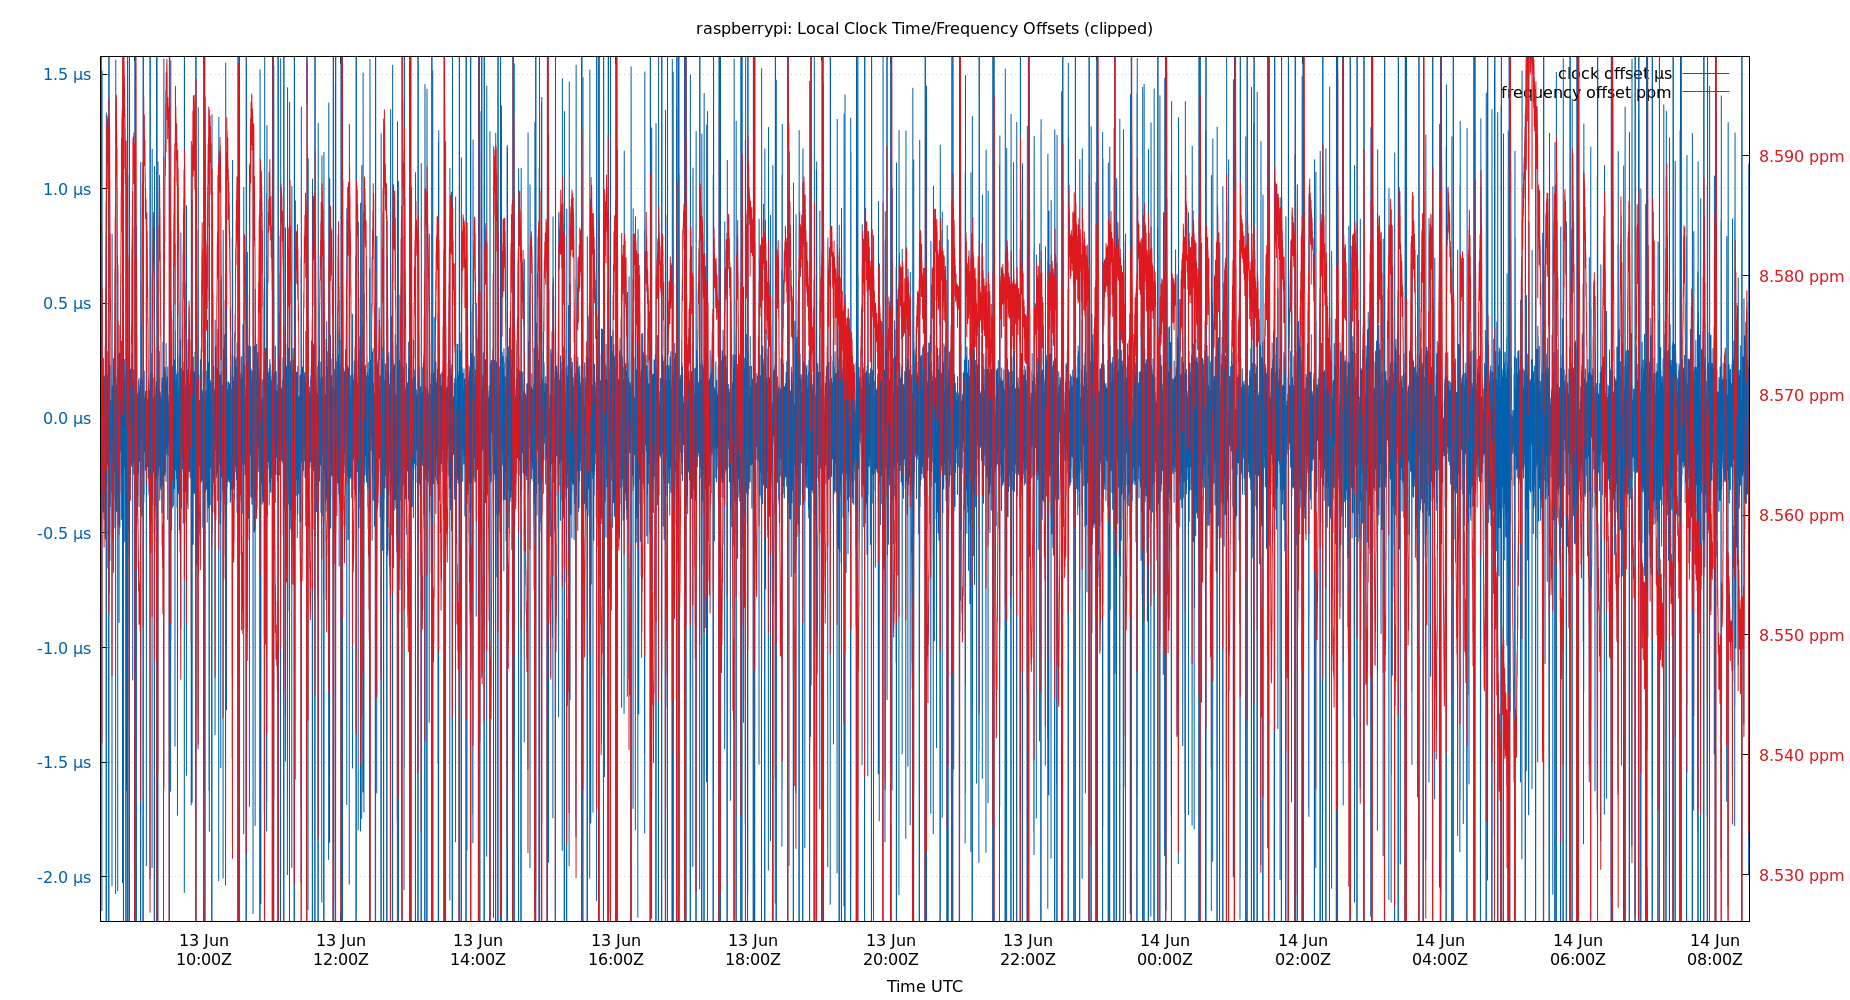 raspberrypi: Local Clock Time/Frequency Offsets (clipped)
clock offset µs
frequency offset ppm
1.5 µs
1.0 µs
0.5 µs
0.0 µs
-0.5 µs
-1.0 µs
-1.5 µs
-2.0 µs
8.590 ppm
8.580 ppm
8.570 ppm
8.560 ppm
8.550 ppm
8.540 ppm
8.530 ppm
13 Jun 13 Jun 13 Jun 13 Jun 13 Jun 13 Jun 13 Jun 14 Jun 14 Jun 14 Jun 14 Jun 14 Jun
10:00Z 12:00Z 14:00Z 16:00Z 18:00Z 20:00Z 22:00Z 00:00Z 02:00Z 04:00Z 06:00Z 08:00Z
Time UTC